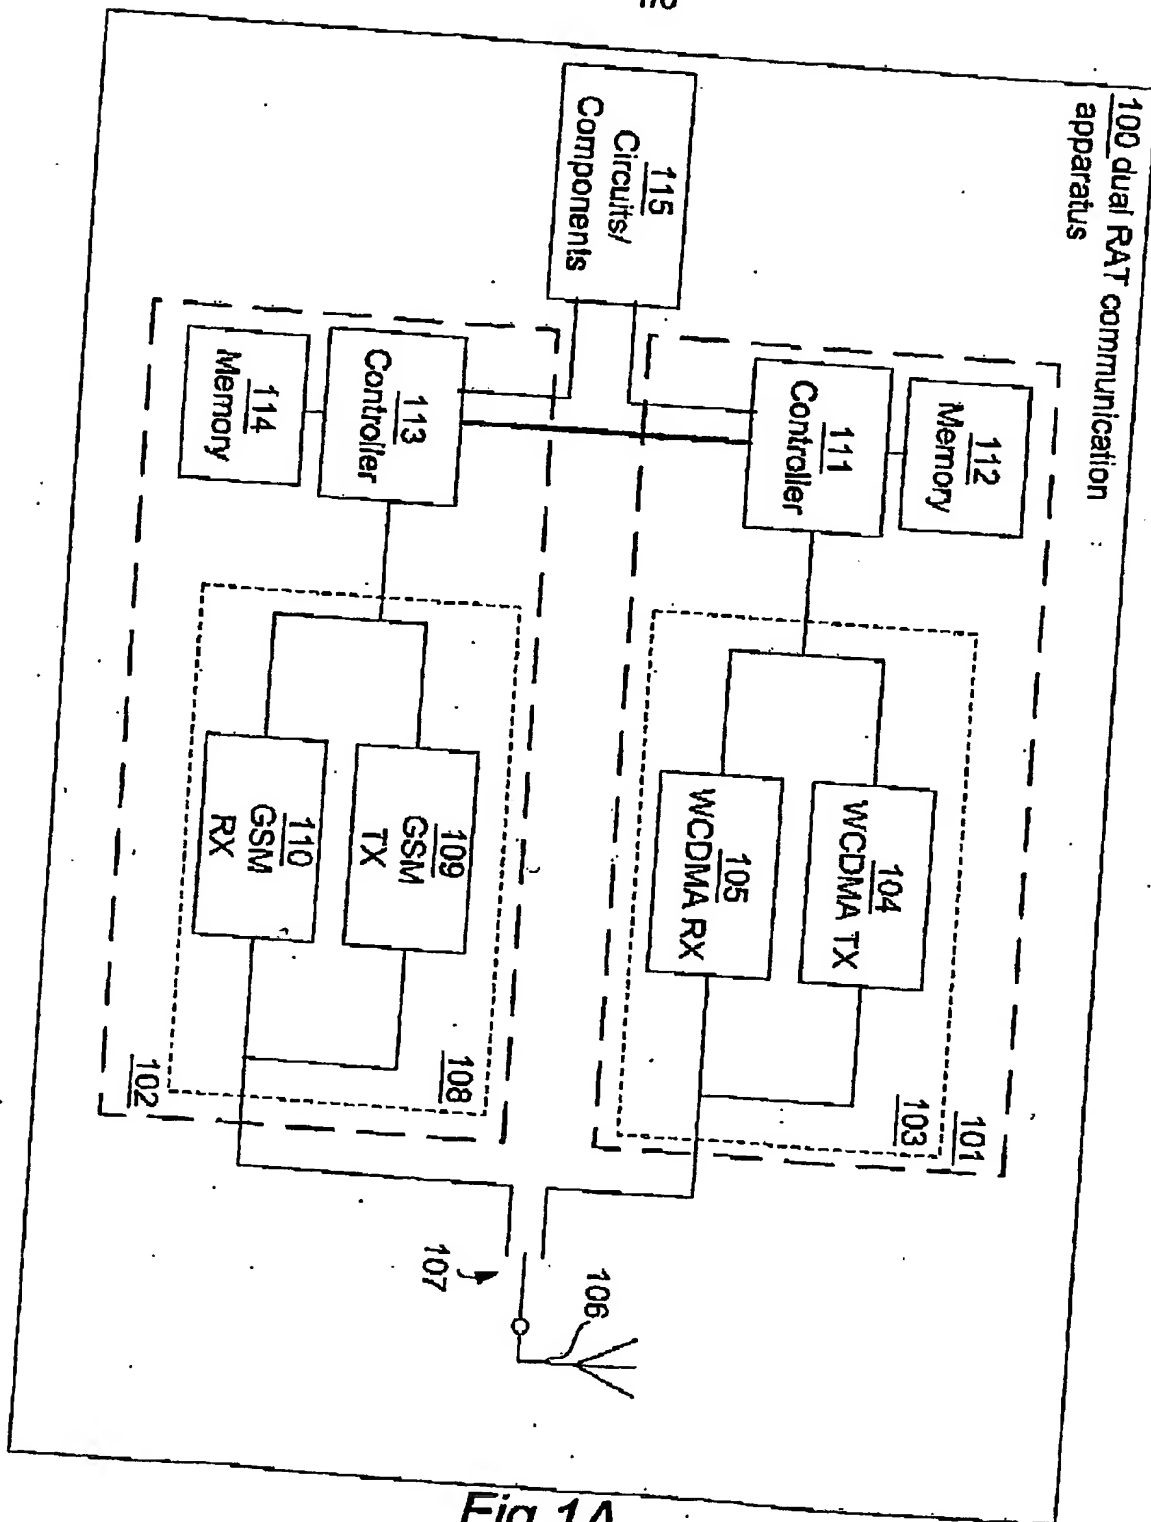 100 dual RAT communication
apparatus
115
Circuits/
Components
112
Memory
111
Controller
113
Controller
114
Memory
104
WCDMA TX
105
WCDMA RX
103
101
109
GSM
TX
110
GSM
RX
108
102
106
107
Fig 1A